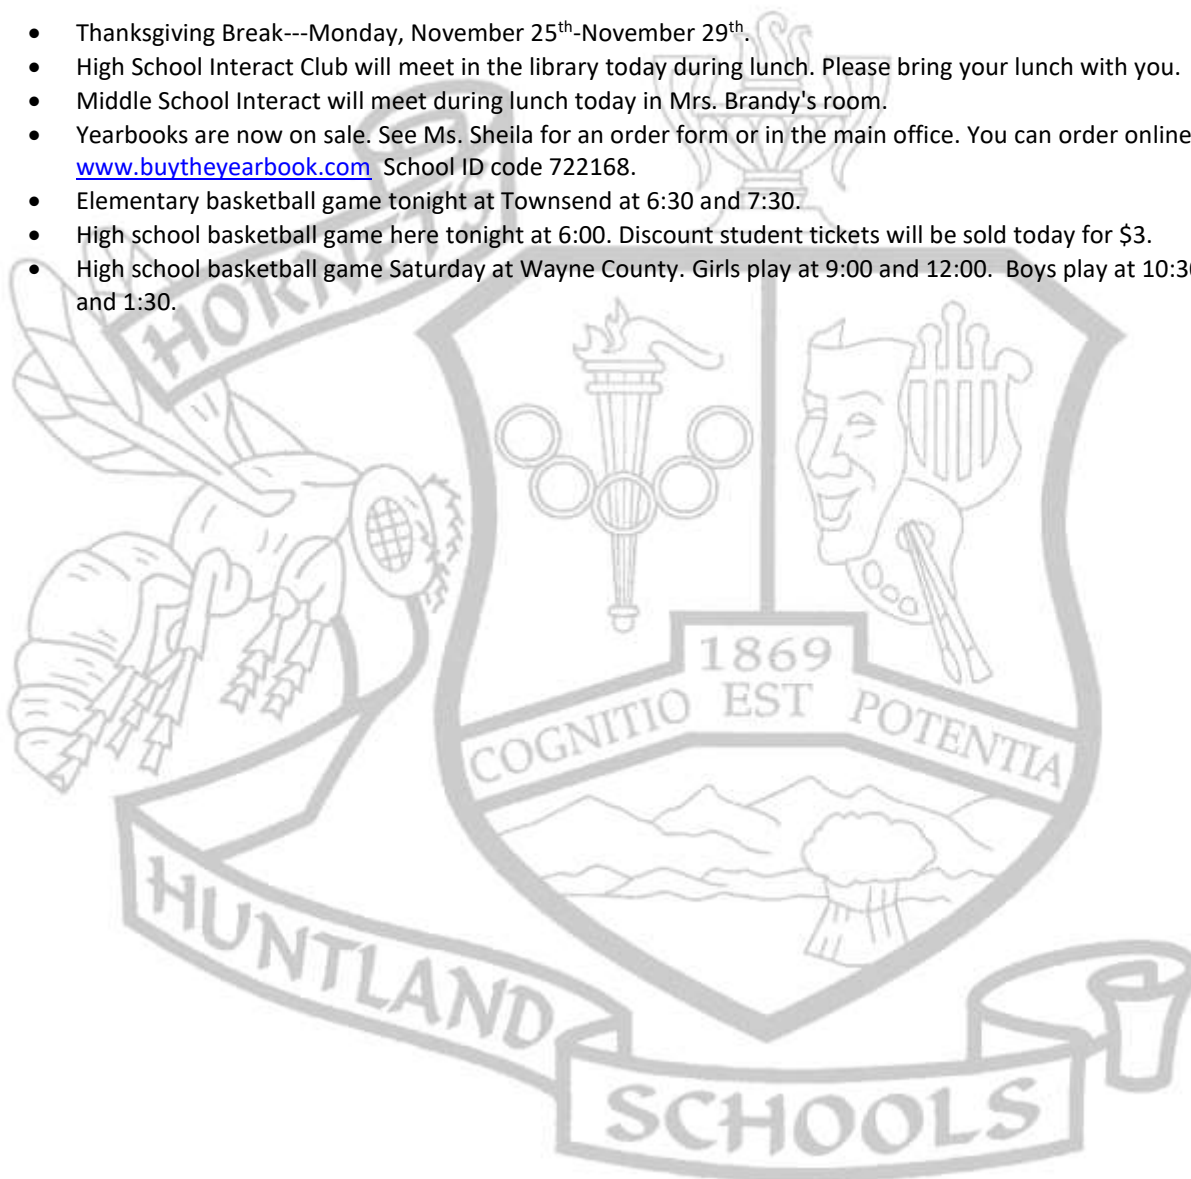 • Thanksgiving Break---Monday, November 25th-November 29th.
• High School Interact Club will meet in the library today during lunch. Please bring your lunch with you.
• Middle School Interact will meet during lunch today in Mrs. Brandy's room.
• Yearbooks are now on sale. See Ms. Sheila for an order form or in the main office. You can order online
www.buytheyearbook.com School ID code 722168.
• Elementary basketball game tonight at Townsend at 6:30 and 7:30.
• High school basketball game here tonight at 6:00. Discount student tickets will be sold today for $3.
• High school basketball game Saturday at Wayne County. Girls play at 9:00 and 12:00. Boys play at 10:30
and 1:30.
HORNETS
1869
COGNITIO EST POTENTIA
HUNTLAND
SCHOOLS